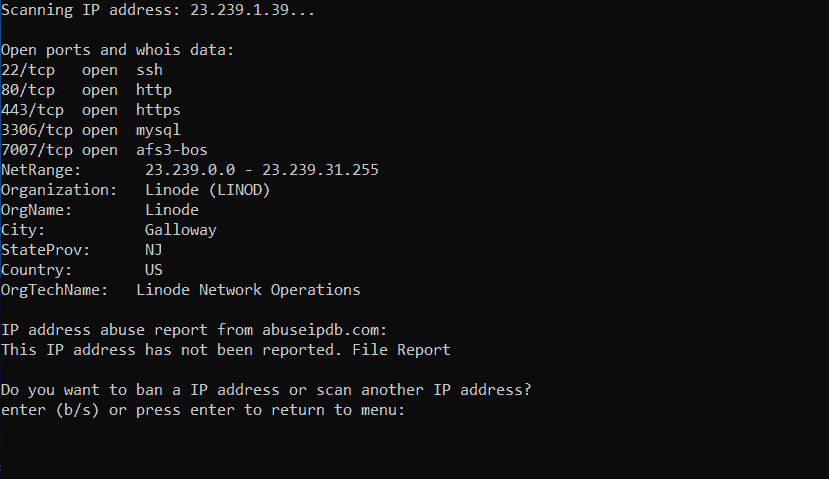 Scanning IP address: 23.239.1.39...
Open ports and whois data:
22/tcp   open  ssh
80/tcp   open  http
443/tcp  open  https
3306/tcp open  mysql
7007/tcp open  afs3-bos
NetRange:       23.239.0.0 - 23.239.31.255
Organization:   Linode (LINOD)
OrgName:        Linode
City:           Galloway
StateProv:      NJ
Country:        US
OrgTechName:   Linode Network Operations
IP address abuse report from abuseipdb.com:
This IP address has not been reported. File Report
Do you want to ban a IP address or scan another IP address?
enter (b/s) or press enter to return to menu: